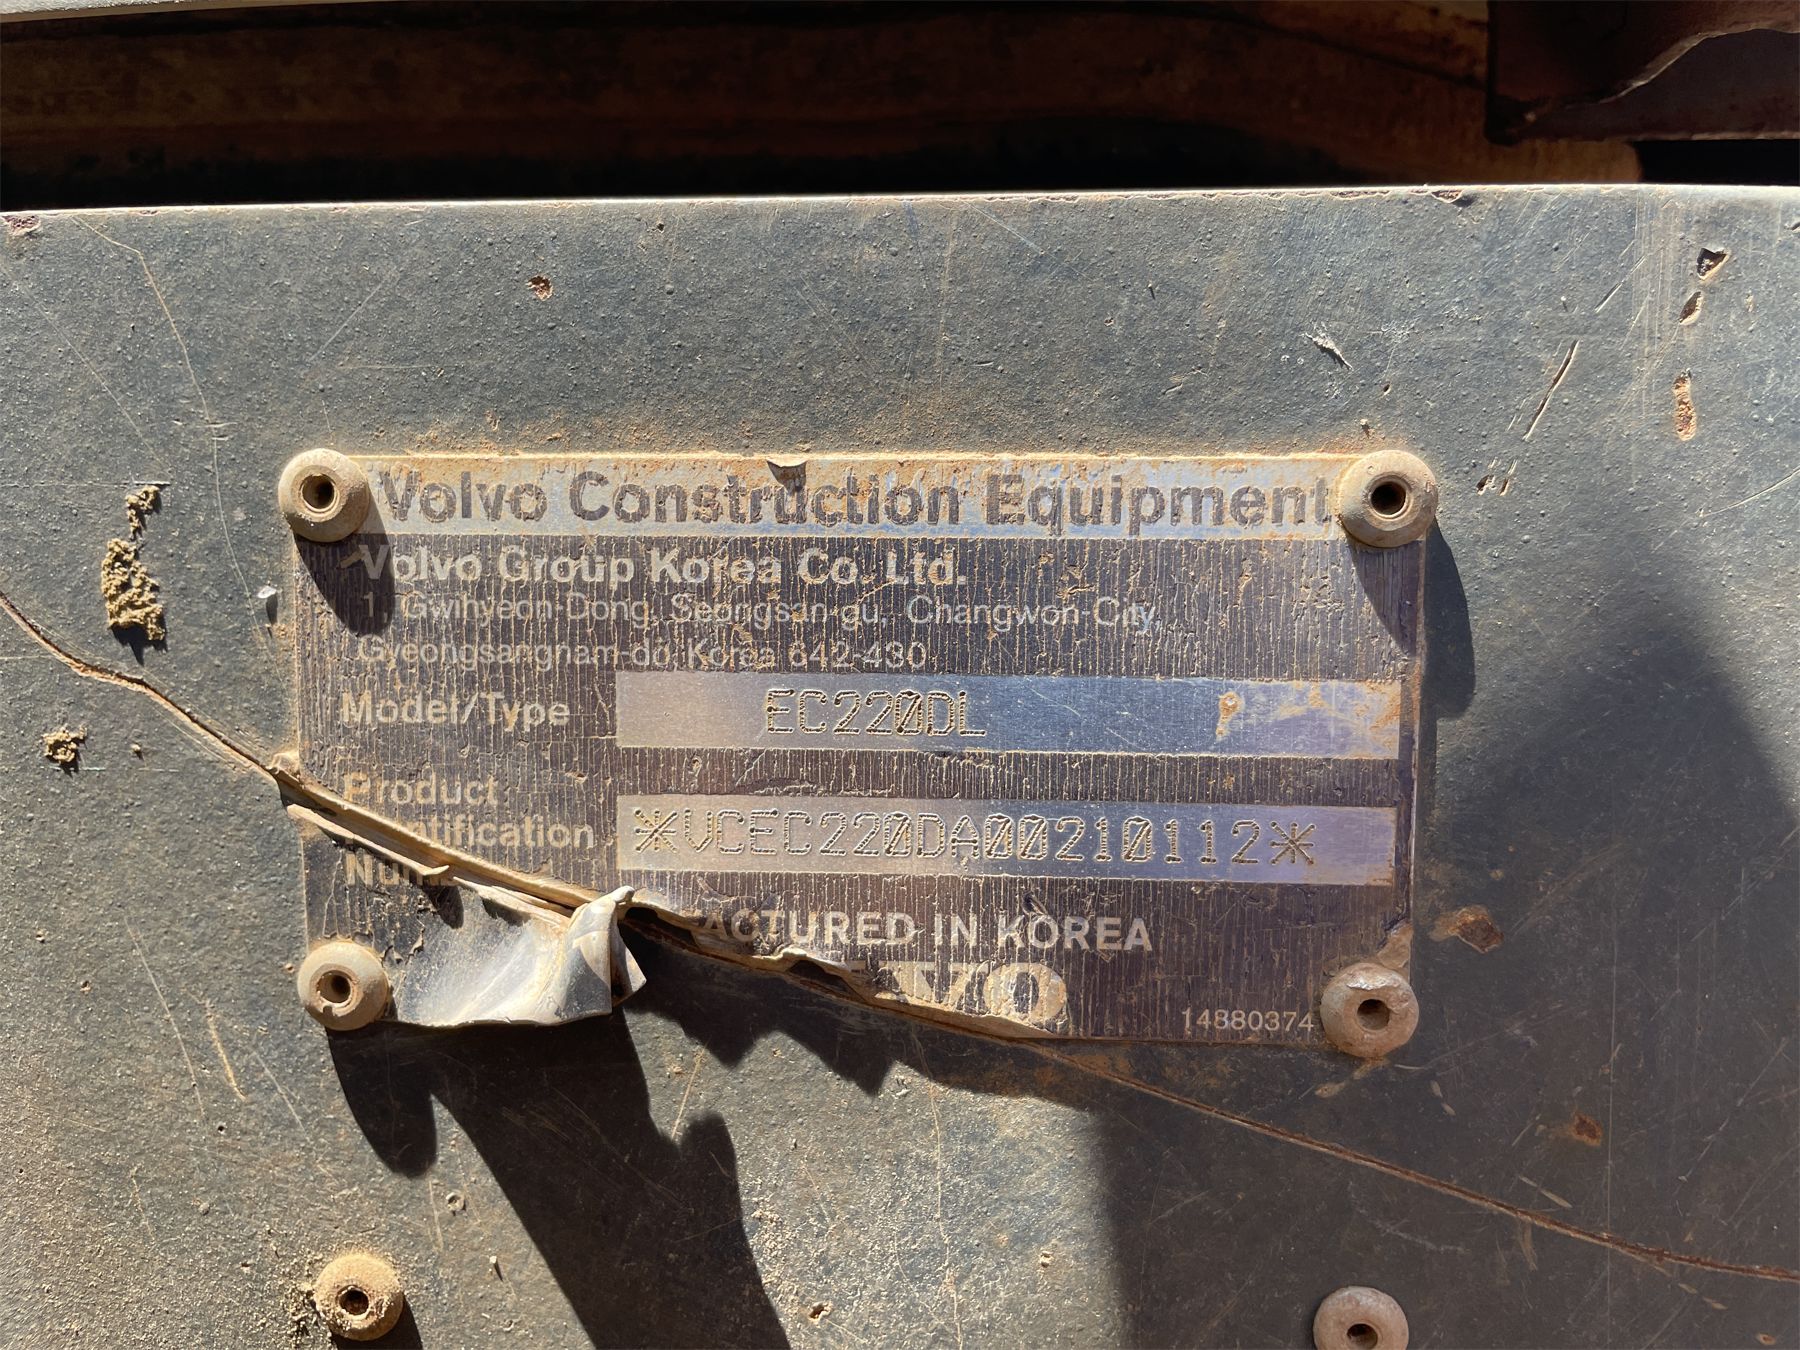 Volvo Construction Equipment
Volvo Group Korea Co. Ltd.
1, Gwihyeon-Dong, Seongsan-gu, Changwon-City,
Gyeongsangnam-do, Korea 642-430
Model/Type EC220DL
Product
*VCEC220DA00210112*
IN KOREA
14880374